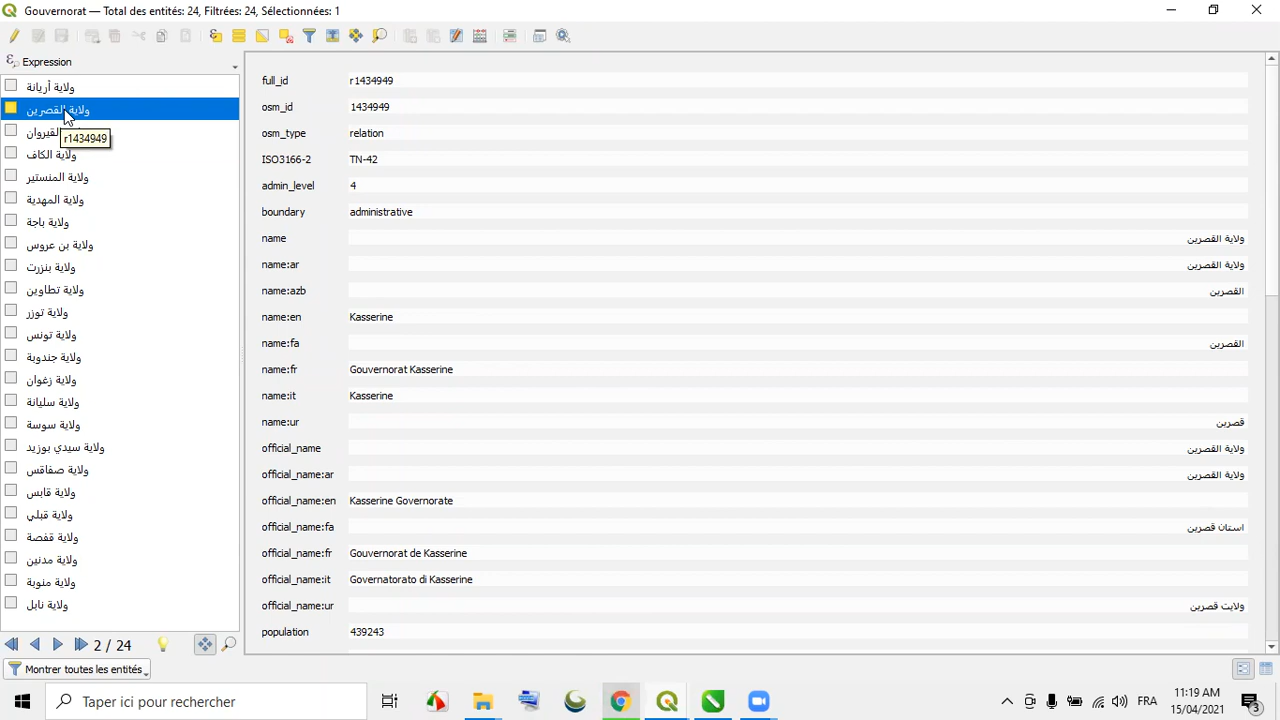 Gouvernorat — Total des entités: 24, Filtrées: 24, Sélectionnées: 1
Expression
ولاية أريانة
ولاية القصرين
القيروان
r1434949
ولاية الكاف
ولاية المنستير
ولاية المهدية
ولاية باجة
ولاية بن عروس
ولاية بنزرت
ولاية تطاوين
ولاية توزر
ولاية تونس
ولاية جندوبة
ولاية زغوان
ولاية سليانة
ولاية سوسة
ولاية سيدي بوزيد
ولاية صفاقس
ولاية قابس
ولاية قبلي
ولاية قفصة
ولاية مدنين
ولاية منوبة
ولاية نابل
2 / 24
Montrer toutes les entités
full_id r1434949
osm_id 1434949
osm_type relation
ISO3166-2 TN-42
admin_level 4
boundary administrative
name ولاية القصرين
name:ar ولاية القصرين
name:azb القصرین
name:en Kasserine
name:fa القصرین
name:fr Gouvernorat Kasserine
name:it Kasserine
name:ur قصرین
official_name ولاية القصرين
official_name:ar ولاية القصرين
official_name:en Kasserine Governorate
official_name:fa استان قصرین
official_name:fr Gouvernorat de Kasserine
official_name:it Governatorato di Kasserine
official_name:ur ولایت قصرین
population 439243
Taper ici pour rechercher
FRA
11:19 AM
15/04/2021
3